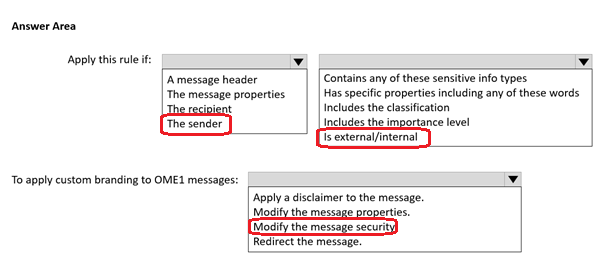 Answer Area
Apply this rule if:
A message header
The message properties
The recipient
The sender
Contains any of these sensitive info types
Has specific properties including any of these words
Includes the classification
Includes the importance level
Is external/internal
To apply custom branding to OME1 messages:
Apply a disclaimer to the message.
Modify the message properties.
Modify the message security
Redirect the message.